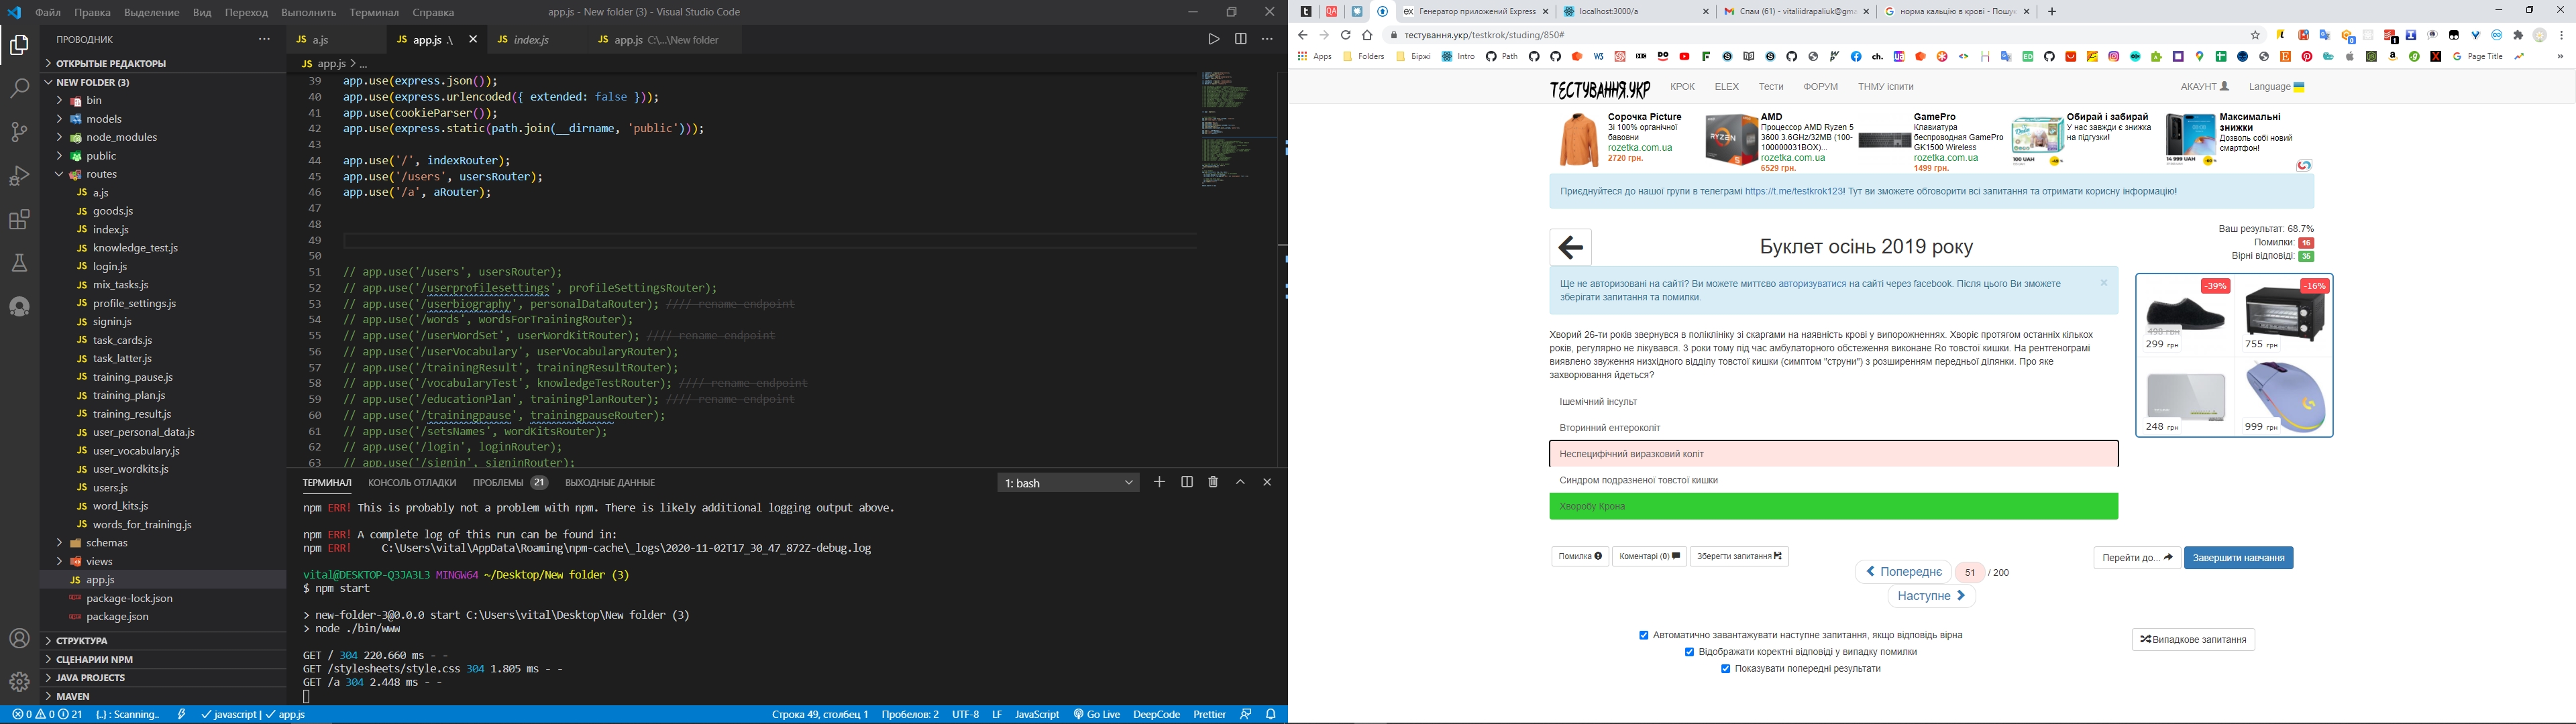 Файл Правка Выделение Вид Переход Выполнить Терминал Справка
app.js - New folder (3) - Visual Studio Code
ПРОВОДНИК
ОТКРЫТЫЕ РЕДАКТОРЫ
NEW FOLDER (3)
bin
models
node_modules
public
routes
JS a.js
JS goods.js
JS index.js
JS knowledge_test.js
JS login.js
JS mix_tasks.js
JS profile_settings.js
JS signin.js
JS task_cards.js
JS task_latter.js
JS training_pause.js
JS training_plan.js
JS training_result.js
JS user_personal_data.js
JS user_vocabulary.js
JS user_wordkits.js
JS users.js
JS word_kits.js
JS words_for_training.js
schemas
views
JS app.js
package-lock.json
package.json
СТРУКТУРА
СЦЕНАРИИ NPM
JAVA PROJECTS
MAVEN
JS a.js
JS app.js .\
JS index.js
JS app.js C:\...\New folder
JS app.js > ...
39 app.use(express.json());
40 app.use(express.urlencoded({ extended: false }));
41 app.use(cookieParser());
42 app.use(express.static(path.join(__dirname, 'public')));
43
44 app.use('/', indexRouter);
45 app.use('/users', usersRouter);
46 app.use('/a', aRouter);
47
48
49
50
51 // app.use('/users', usersRouter);
52 // app.use('/userprofilesettings', profileSettingsRouter);
53 // app.use('/userbiography', personalDataRouter); //// rename endpoint
54 // app.use('/words', wordsForTrainingRouter);
55 // app.use('/userWordSet', userWordKitRouter); //// rename endpoint
56 // app.use('/userVocabulary', userVocabularyRouter);
57 // app.use('/trainingResult', trainingResultRouter);
58 // app.use('/vocabularyTest', knowledgeTestRouter); //// rename endpoint
59 // app.use('/educationPlan', trainingPlanRouter); //// rename endpoint
60 // app.use('/trainingpause', trainingpauseRouter);
61 // app.use('/setsNames', wordKitsRouter);
62 // app.use('/login', loginRouter);
63 // app.use('/signin', signinRouter);
ТЕРМИНАЛ КОНСОЛЬ ОТЛАДКИ ПРОБЛЕМЫ 21 ВЫХОДНЫЕ ДАННЫЕ
1: bash
npm ERR! This is probably not a problem with npm. There is likely additional logging output above.
npm ERR! A complete log of this run can be found in:
npm ERR! C:\Users\vital\AppData\Roaming\npm-cache\_logs\2020-11-02T17_30_47_872Z-debug.log
vital@DESKTOP-Q3JA3L3 MINGW64 ~/Desktop/New folder (3)
$ npm start
> new-folder-3@0.0.0 start C:\Users\vital\Desktop\New folder (3)
> node ./bin/www
GET / 304 220.660 ms - -
GET /stylesheets/style.css 304 1.805 ms - -
GET /a 304 2.448 ms - -
0 0 21 {..} : Scanning.. javascript | app.js
Строка 49, столбец 1 Пробелов: 2 UTF-8 LF JavaScript Go Live DeepCode Prettier
Генератор приложений Express
localhost:3000/a
Спам (61) - vitaliidrapaliuk@gma
норма кальцію в крові - Пошук
тестування.укр/testkrok/studing/850#
Apps Folders Біржі Intro Path
Page Title
ТЕСТУВАННЯ.УКР
КРОК ELEX Тести ФОРУМ ТНМУ іспити
АКАУНТ Language
Сорочка Picture
Зі 100% органічної
бавовни
rozetka.com.ua
2720 грн.
AMD
Процессор AMD Ryzen 5
3600 3.6GHz/32MB (100-
100000031BOX)...
rozetka.com.ua
6529 грн.
GamePro
Клавиатура
беспроводная GamePro
GK1500 Wireless
rozetka.com.ua
1499 грн.
Обирай і забирай
У нас завжди є знижка
на підгузки!
100 UAH
Максимальні
знижки
Дозволь собі новий
смартфон!
14 999 UAH
Приєднуйтеся до нашої групи в телеграмі https://t.me/testkrok123! Тут ви зможете обговорити всі запитання та отримати корисну інформацію!
Буклет осінь 2019 року
Ваш результат: 68.7%
Помилки: 16
Вірні відповіді: 35
Ще не авторизовані на сайті? Ви можете миттєво авторизуватися на сайті через facebook. Після цього Ви зможете
зберігати запитання та помилки.
Хворий 26-ти років звернувся в поліклініку зі скаргами на наявність крові у випорожненнях. Хворіє протягом останніх кількох
років, регулярно не лікувався. 3 роки тому під час амбулаторного обстеження виконане Ro товстої кишки. На рентгенограмі
виявлено звуження низхідного відділу товстої кишки (симптом "струни") з розширенням передньої ділянки. Про яке
захворювання йдеться?
Ішемічний інсульт
Вторинний ентероколіт
Неспецифічний виразковий коліт
Синдром подразненої товстої кишки
Хворобу Крона
-39%
498 грн
299 грн
-16%
755 грн
248 грн
999 грн
Помилка Коментарі (0) Зберегти запитання
Перейти до... Завершити навчання
Попереднє 51 / 200
Наступне
Автоматично завантажувати наступне запитання, якщо відповідь вірна
Відображати коректні відповіді у випадку помилки
Показувати попередні результати
Випадкове запитання